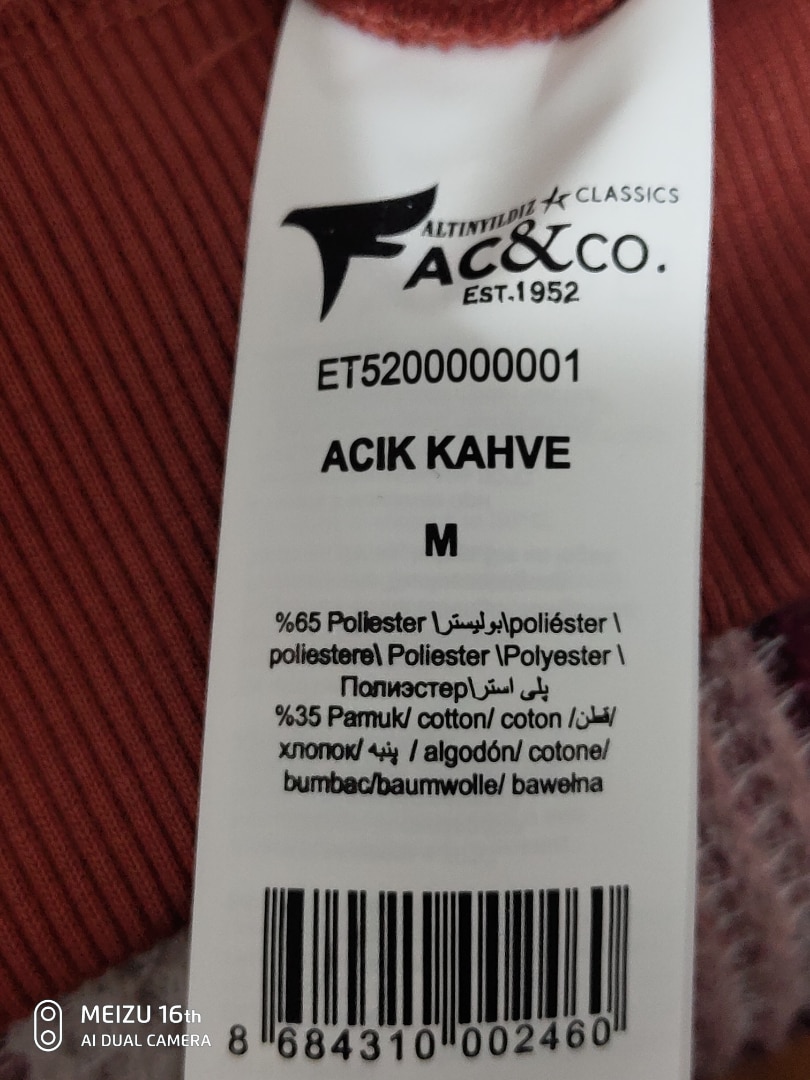 ALTINYILDIZ CLASSICS
AC&CO.
EST.1952
ET5200000001
ACIK KAHVE
M
%65 Poliester \بوليستر\poliéster \
poliestere\ Poliester \Polyester \
Полиэстер\پلی استر
%35 Pamuk/ cotton/ coton /قطن/
хлопок/ پنبه / algodón/ cotone/
bumbac/baumwolle/ bawełna
8 684310 002460
MEIZU 16th
AI DUAL CAMERA